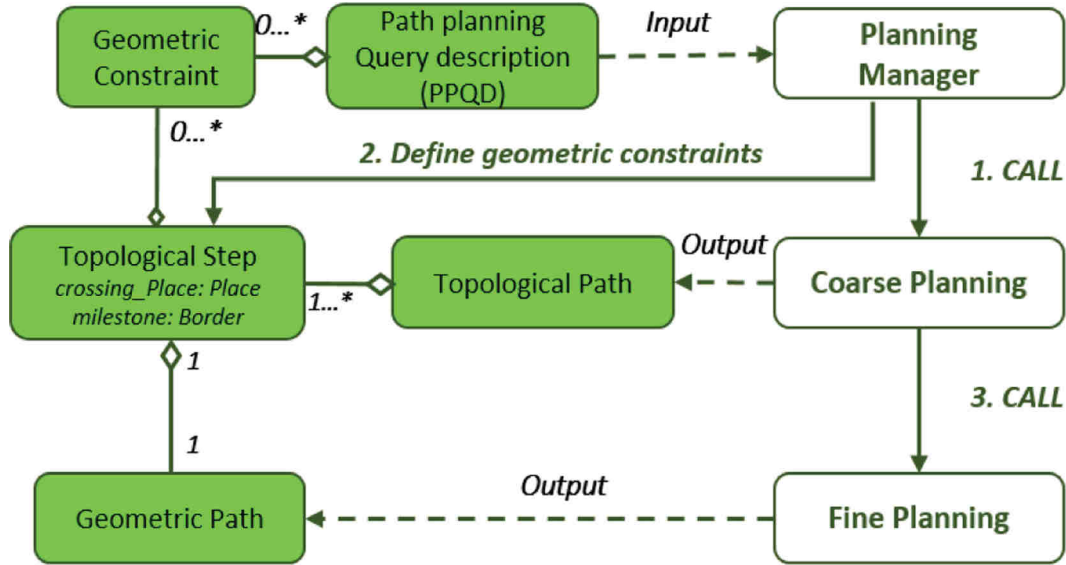 Geometric
Constraint
0...*
Path planning
Query description
(PPQD)
Input
Planning
Manager
0...*
2. Define geometric constraints
1. CALL
Topological Step
crossing_Place: Place
milestone: Border
1...*
Topological Path
Output
Coarse Planning
1
3. CALL
1
Geometric Path
Output
Fine Planning